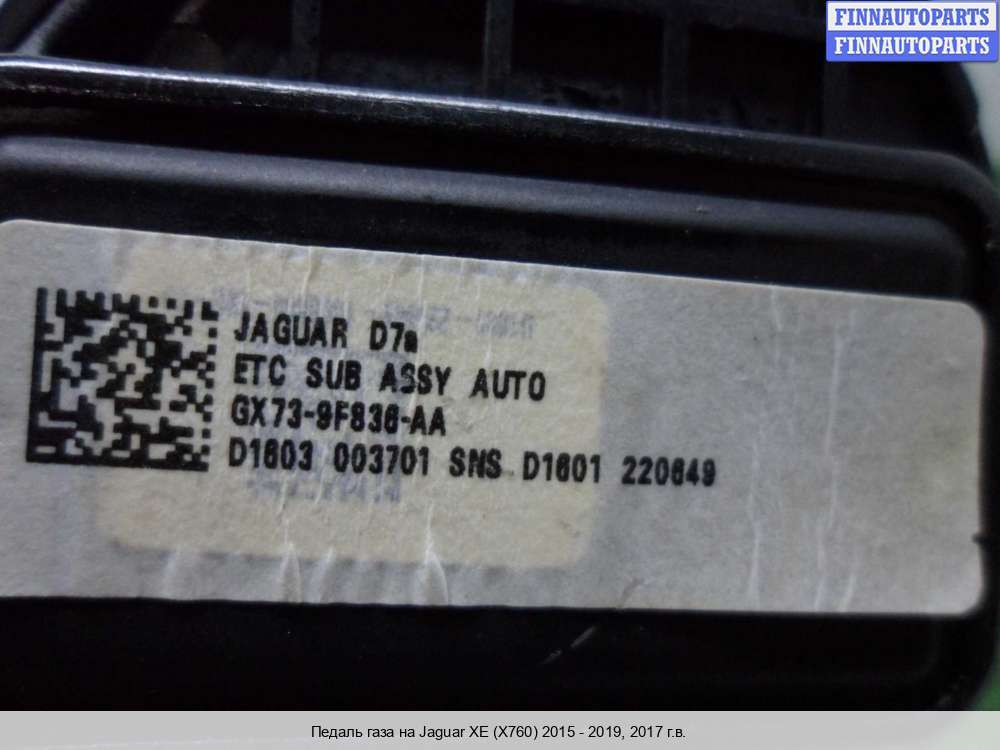 FINNAUTOPARTS
FINNAUTOPARTS
JAGUAR D7a
ETC SUB ASSY AUTO
GX73-9F836-AA
D1603 003701 SNS D1601 220649
Педаль газа на Jaguar XE (X760) 2015 - 2019, 2017 г.в.